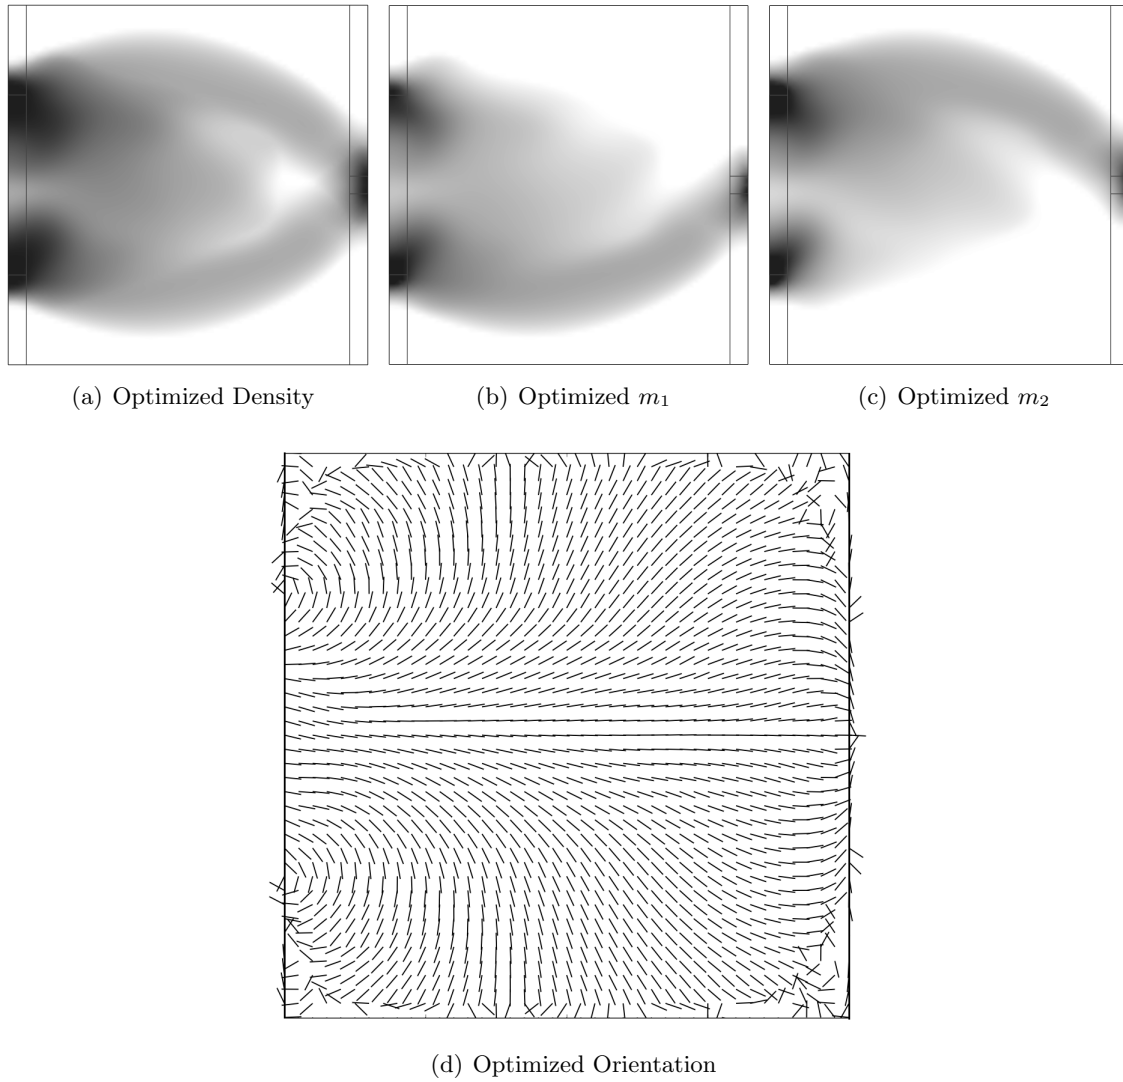 (a) Optimized Density
(b) Optimized m₁
(c) Optimized m₂
(d) Optimized Orientation